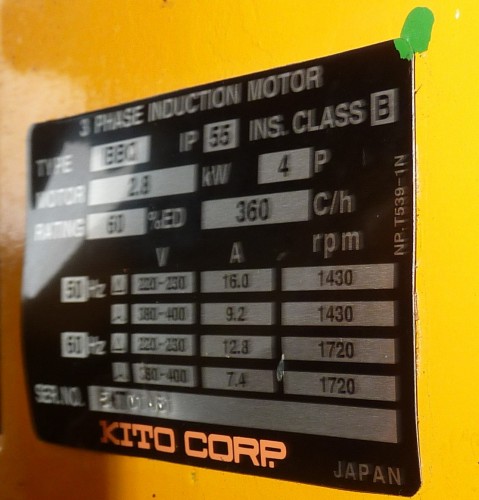 3 PHASE INDUCTION MOTOR
TYPE BBQ IP 55 INS. CLASS B
MOTOR 2.8 kW 4 P
RATING 60 %ED 360 C/h
V A rpm
50 Hz 220-230 16.0 1430
380-400 9.2 1430
60 Hz 220-230 12.8 1720
380-400 7.4 1720
SER.NO.
KITO CORP.
JAPAN
NP.T539-1N